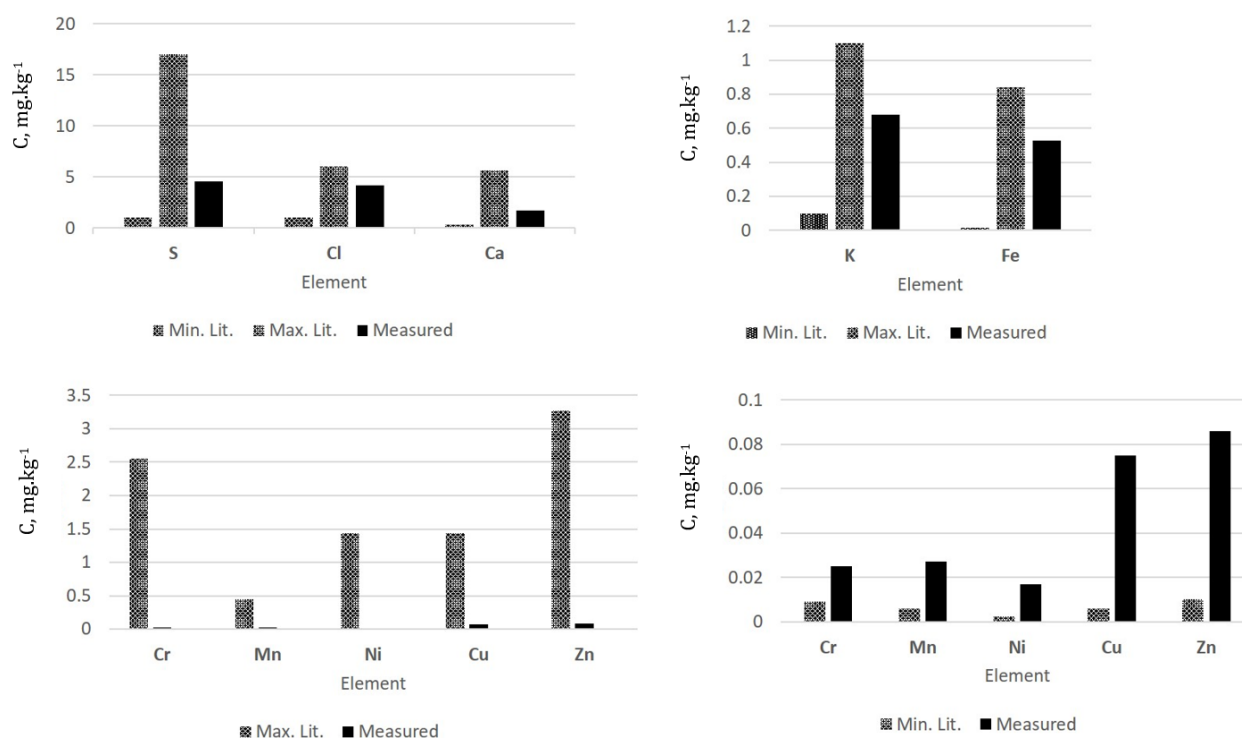 20
15
10
5
0
C, mg.kg⁻¹
S Cl Ca
Element
Min. Lit. Max. Lit. Measured
1.2
1
0.8
0.6
0.4
0.2
0
C, mg.kg⁻¹
K Fe
Element
Min. Lit. Max. Lit. Measured
3.5
3
2.5
2
1.5
1
0.5
0
C, mg.kg⁻¹
Cr Mn Ni Cu Zn
Element
Max. Lit. Measured
0.1
0.08
0.06
0.04
0.02
0
C, mg.kg⁻¹
Cr Mn Ni Cu Zn
Element
Min. Lit. Measured